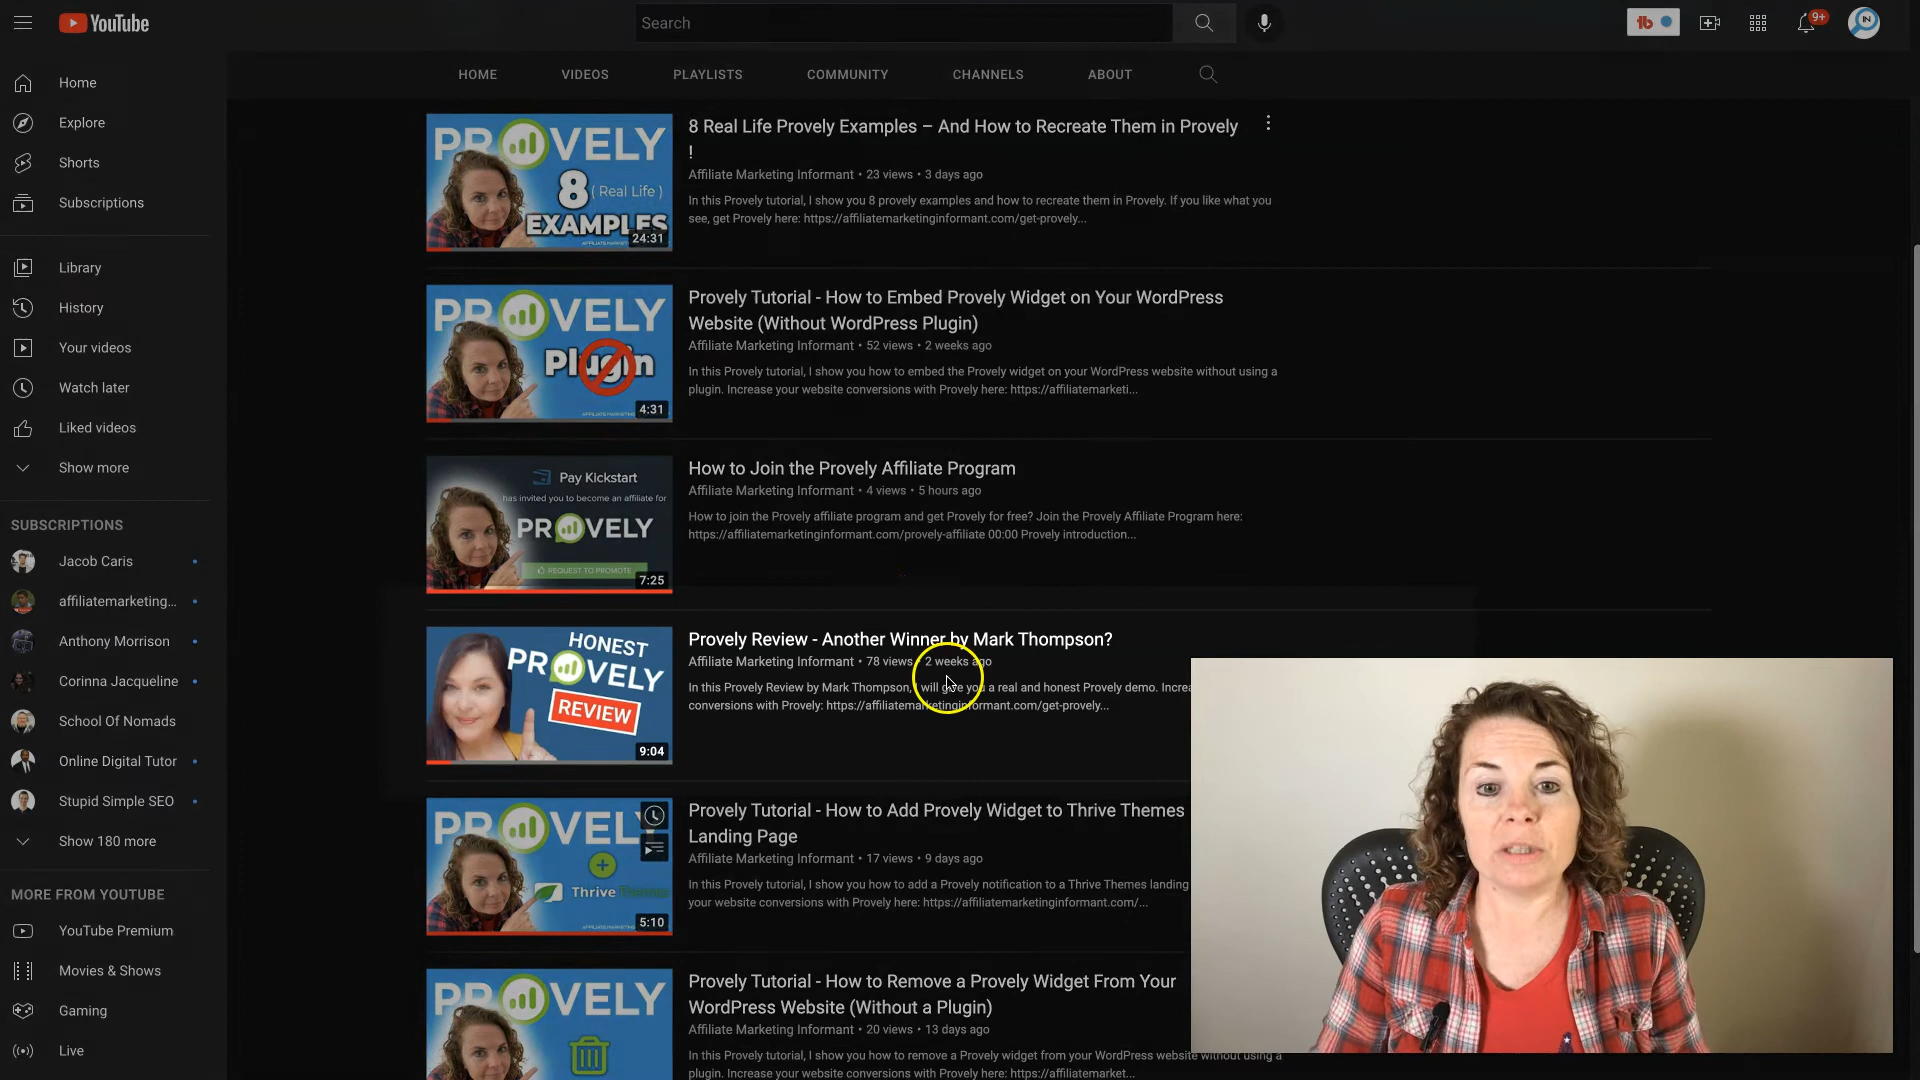 YouTube
Search
9+
Home
Explore
Shorts
Subscriptions
Library
History
Your videos
Watch later
Liked videos
Show more
SUBSCRIPTIONS
Jacob Caris
affiliatemarketing...
Anthony Morrison
Corinna Jacqueline
School Of Nomads
Online Digital Tutor
Stupid Simple SEO
Show 180 more
MORE FROM YOUTUBE
YouTube Premium
Movies & Shows
Gaming
Live
HOME
VIDEOS
PLAYLISTS
COMMUNITY
CHANNELS
ABOUT
PROVELY
8 (Real Life)
EXAMPLES
24:31
8 Real Life Provely Examples – And How to Recreate Them in Provely
!
Affiliate Marketing Informant • 23 views • 3 days ago
In this Provely tutorial, I show you 8 provely examples and how to recreate them in Provely. If you like what you
see, get Provely here: https://affiliatemarketinginformant.com/get-provely...
PROVELY
Plugin
4:31
Provely Tutorial - How to Embed Provely Widget on Your WordPress
Website (Without WordPress Plugin)
Affiliate Marketing Informant • 52 views • 2 weeks ago
In this Provely tutorial, I show you how to embed the Provely widget on your WordPress website without using a
plugin. Increase your website conversions with Provely here: https://affiliatemarketi...
Pay Kickstart
has invited you to become an affiliate for
PROVELY
REQUEST TO PROMOTE
7:25
How to Join the Provely Affiliate Program
Affiliate Marketing Informant • 4 views • 5 hours ago
How to join the Provely affiliate program and get Provely for free? Join the Provely Affiliate Program here:
https://affiliatemarketinginformant.com/provely-affiliate 00:00 Provely introduction...
HONEST
PROVELY
REVIEW
9:04
Provely Review - Another Winner by Mark Thompson?
Affiliate Marketing Informant • 78 views • 2 weeks ago
In this Provely Review by Mark Thompson, I will give you a real and honest Provely demo. Increa
conversions with Provely: https://affiliatemarketinginformant.com/get-provely...
PROVELY
Thrive Themes
5:10
Provely Tutorial - How to Add Provely Widget to Thrive Themes
Landing Page
Affiliate Marketing Informant • 17 views • 9 days ago
In this Provely tutorial, I show you how to add a Provely notification to a Thrive Themes landing
your website conversions with Provely here: https://affiliatemarketinginformant.com/...
PROVELY
Provely Tutorial - How to Remove a Provely Widget From Your
WordPress Website (Without a Plugin)
Affiliate Marketing Informant • 20 views • 13 days ago
In this Provely tutorial, I show you how to remove a Provely widget from your WordPress website without using a
plugin. Increase your website conversions with Provely here: https://affiliatemarket...